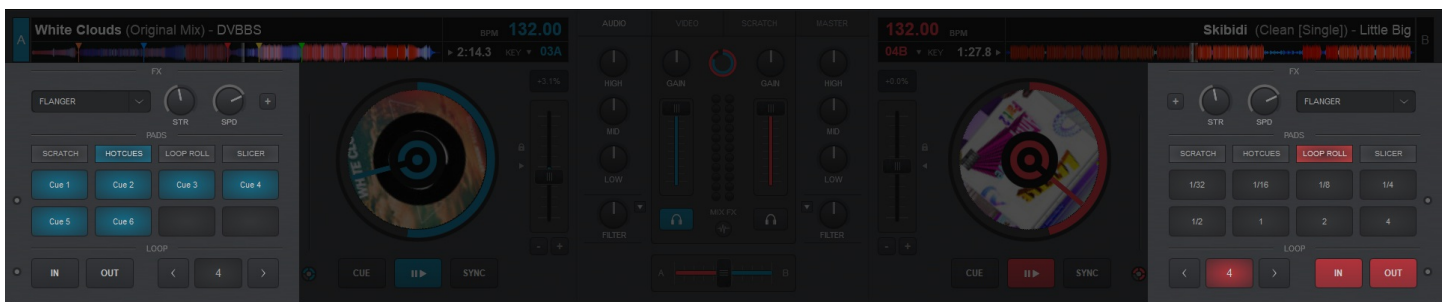 A
White Clouds (Original Mix) - DVBBS
BPM 132.00
2:14.3 KEY 03A
AUDIO VIDEO SCRATCH MASTER
132.00 BPM
04B KEY 1:27.8
Skibidi (Clean [Single]) - Little Big
B
FX
FLANGER
STR SPD
+
PADS
SCRATCH HOTCUES LOOP ROLL SLICER
Cue 1 Cue 2 Cue 3 Cue 4
Cue 5 Cue 6
LOOP
IN OUT < 4 >
+3.1%
- +
CUE SYNC
HIGH GAIN GAIN HIGH
MID MID
LOW LOW
FILTER MIX FX FILTER
A B
+0.0%
- +
CUE SYNC
FX
+
STR SPD
FLANGER
PADS
SCRATCH HOTCUES LOOP ROLL SLICER
1/32 1/16 1/8 1/4
1/2 1 2 4
LOOP
< 4 > IN OUT